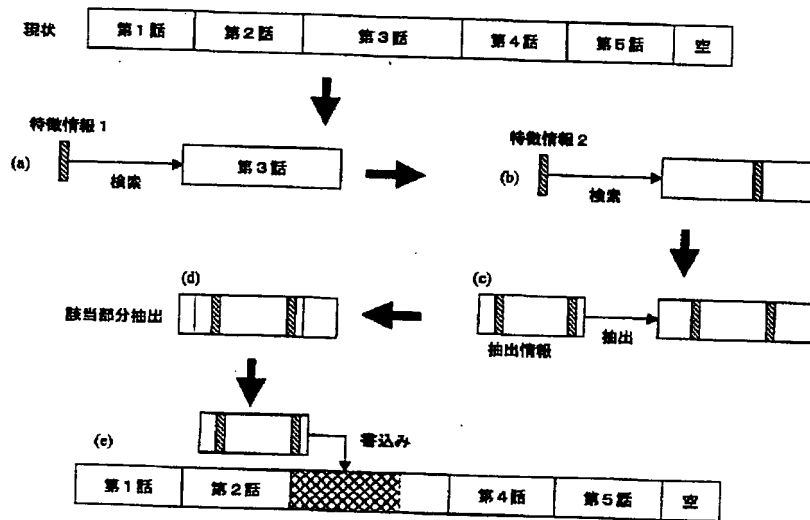 現状 第1話 第2話 第3話 第4話 第5話 空
特徴情報1
(a) 検索 第3話
特徴情報2
(b) 検索
(c) 抽出情報 抽出
(d)
該当部分抽出
(e) 書込み
第1話 第2話 第4話 第5話 空